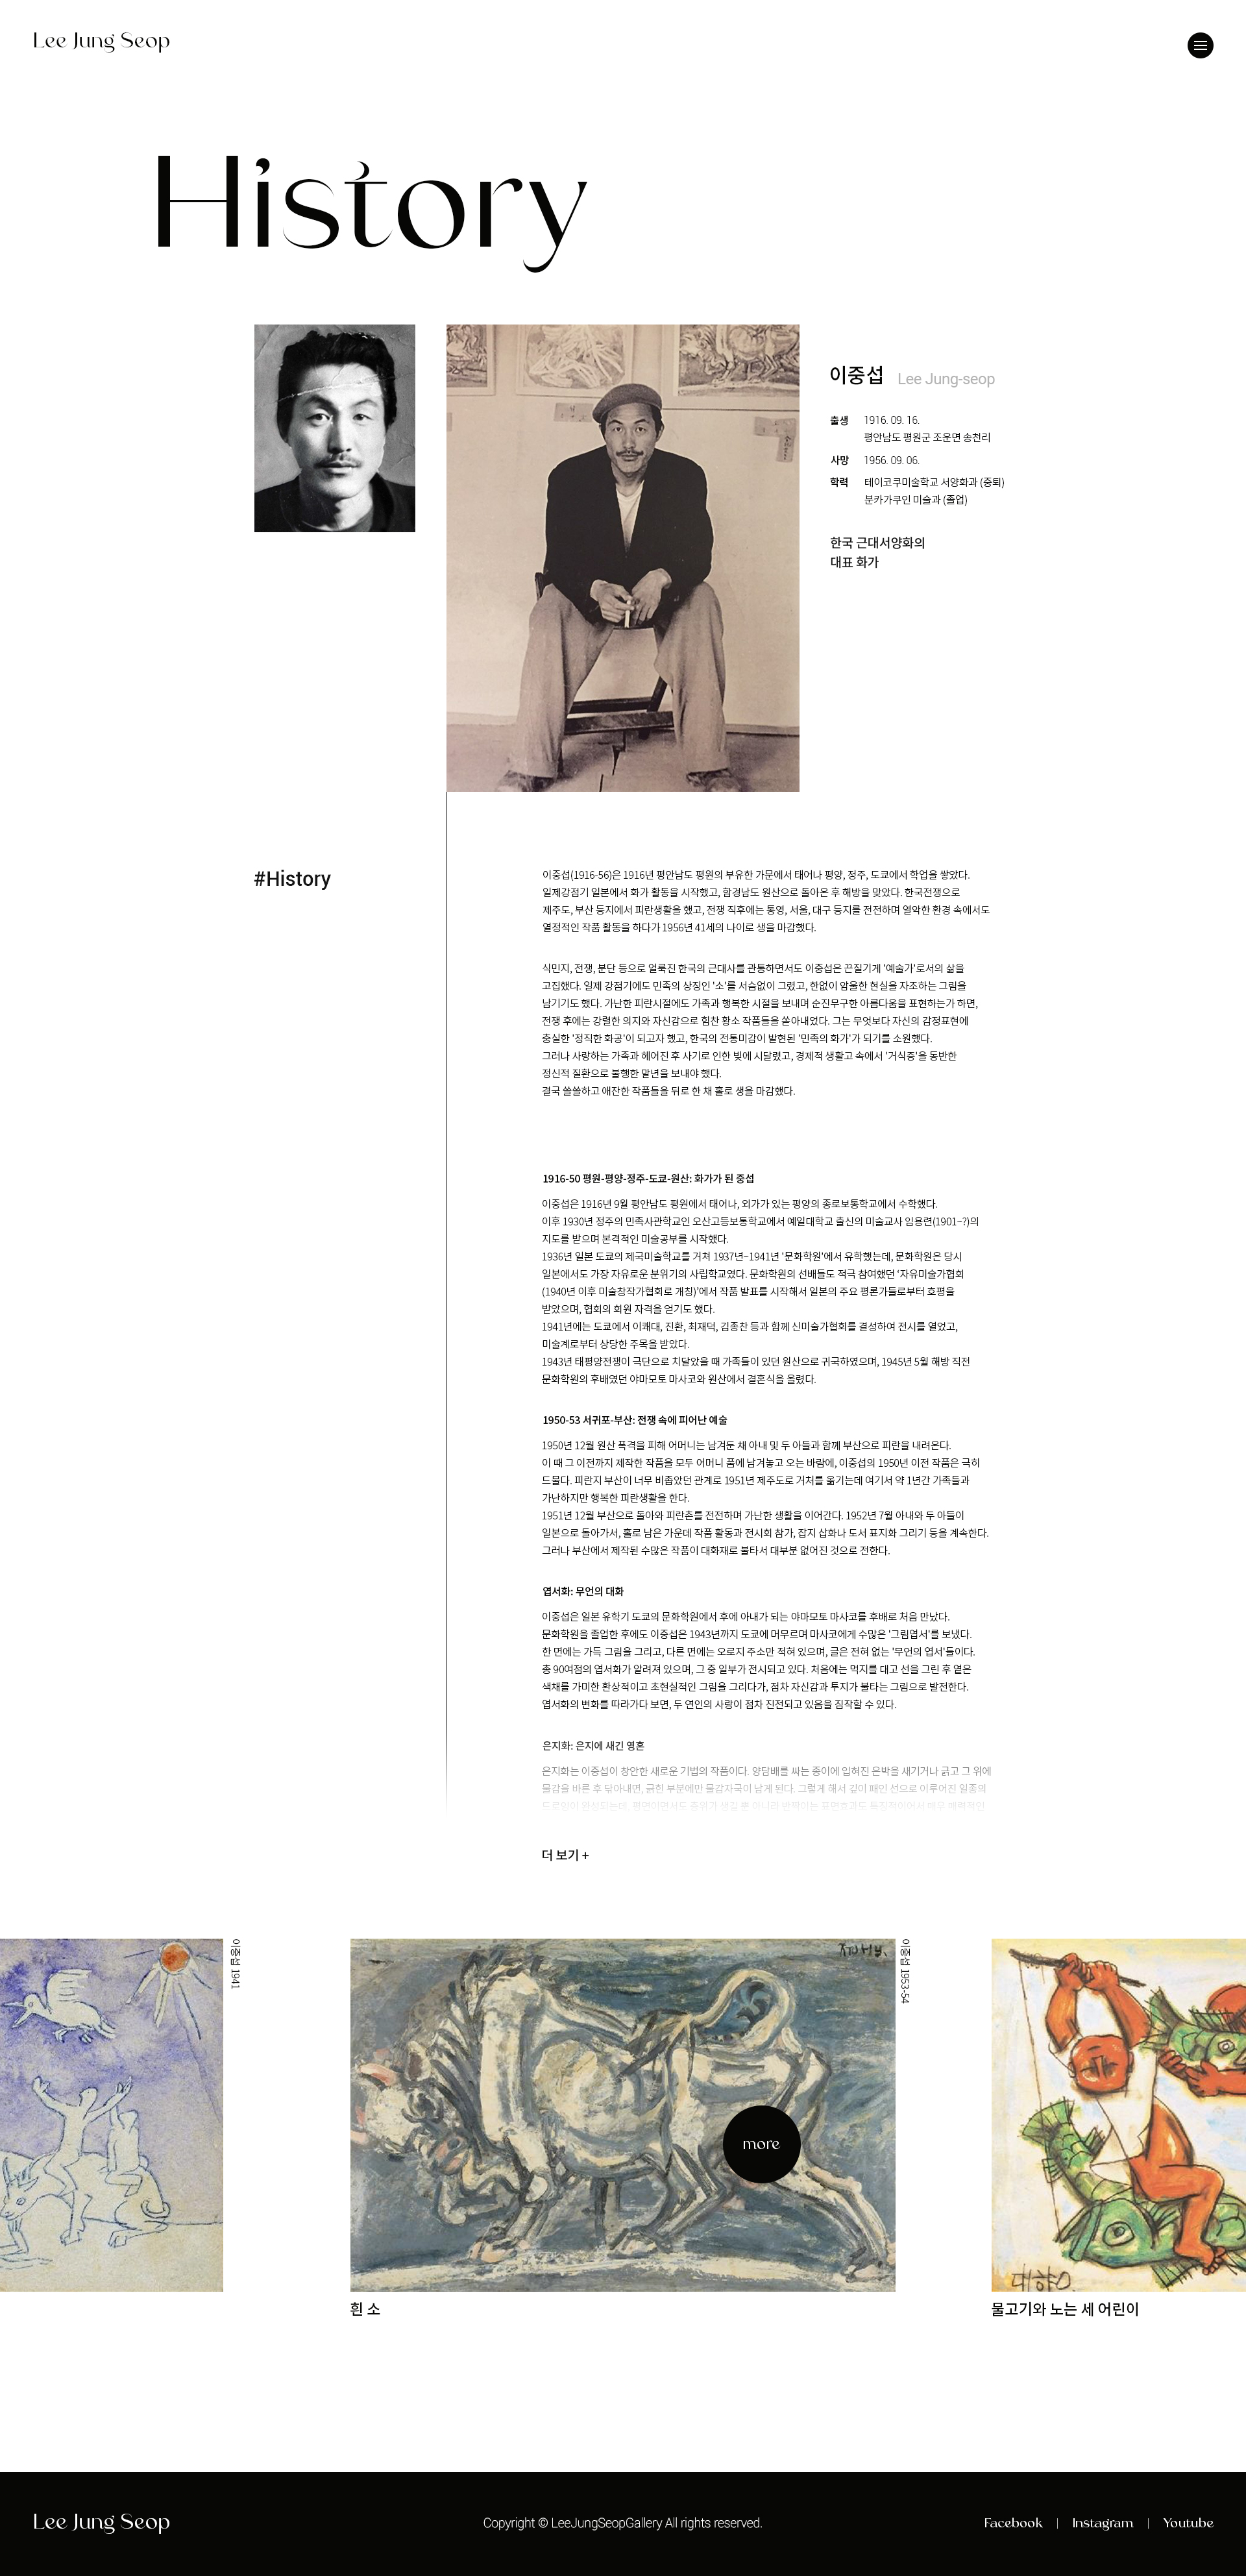 Lee Jung Seop
History
이중섭 Lee Jung-seop
출생 1916. 09. 16.
평안남도 평원군 조운면 송천리
사망 1956. 09. 06.
학력 테이코쿠미술학교 서양화과 (중퇴)
분카가쿠인 미술과 (졸업)
한국 근대서양화의
대표 화가
#History
이중섭(1916-56)은 1916년 평안남도 평원의 부유한 가문에서 태어나 평양, 정주, 도쿄에서 학업을 쌓았다.
일제강점기 일본에서 화가 활동을 시작했고, 함경남도 원산으로 돌아온 후 해방을 맞았다. 한국전쟁으로
제주도, 부산 등지에서 피란생활을 했고, 전쟁 직후에는 통영, 서울, 대구 등지를 전전하며 열악한 환경 속에서도
열정적인 작품 활동을 하다가 1956년 41세의 나이로 생을 마감했다.
식민지, 전쟁, 분단 등으로 얼룩진 한국의 근대사를 관통하면서도 이중섭은 끈질기게 '예술가'로서의 삶을
고집했다. 일제 강점기에도 민족의 상징인 '소'를 서슴없이 그렸고, 한없이 암울한 현실을 자조하는 그림을
남기기도 했다. 가난한 피란시절에도 가족과 행복한 시절을 보내며 순진무구한 아름다움을 표현하는가 하면,
전쟁 후에는 강렬한 의지와 자신감으로 힘찬 황소 작품들을 쏟아내었다. 그는 무엇보다 자신의 감정표현에
충실한 '정직한 화공'이 되고자 했고, 한국의 전통미감이 발현된 '민족의 화가'가 되기를 소원했다.
그러나 사랑하는 가족과 헤어진 후 사기로 인한 빚에 시달렸고, 경제적 생활고 속에서 '거식증'을 동반한
정신적 질환으로 불행한 말년을 보내야 했다.
결국 쓸쓸하고 애잔한 작품들을 뒤로 한 채 홀로 생을 마감했다.
1916-50 평원-평양-정주-도쿄-원산: 화가가 된 중섭
이중섭은 1916년 9월 평안남도 평원에서 태어나, 외가가 있는 평양의 종로보통학교에서 수학했다.
이후 1930년 정주의 민족사관학교인 오산고등보통학교에서 예일대학교 출신의 미술교사 임용련(1901~?)의
지도를 받으며 본격적인 미술공부를 시작했다.
1936년 일본 도쿄의 제국미술학교를 거쳐 1937년~1941년 '문화학원'에서 유학했는데, 문화학원은 당시
일본에서도 가장 자유로운 분위기의 사립학교였다. 문화학원의 선배들도 적극 참여했던 '자유미술가협회
(1940년 이후 미술창작가협회로 개칭)'에서 작품 발표를 시작해서 일본의 주요 평론가들로부터 호평을
받았으며, 협회의 회원 자격을 얻기도 했다.
1941년에는 도쿄에서 이쾌대, 진환, 최재덕, 김종찬 등과 함께 신미술가협회를 결성하여 전시를 열었고,
미술계로부터 상당한 주목을 받았다.
1943년 태평양전쟁이 극단으로 치달았을 때 가족들이 있던 원산으로 귀국하였으며, 1945년 5월 해방 직전
문화학원의 후배였던 야마모토 마사코와 원산에서 결혼식을 올렸다.
1950-53 서귀포-부산: 전쟁 속에 피어난 예술
1950년 12월 원산 폭격을 피해 어머니는 남겨둔 채 아내 및 두 아들과 함께 부산으로 피란을 내려온다.
이 때 그 이전까지 제작한 작품을 모두 어머니 품에 남겨놓고 오는 바람에, 이중섭의 1950년 이전 작품은 극히
드물다. 피란지 부산이 너무 비좁았던 관계로 1951년 제주도로 거처를 옮기는데 여기서 약 1년간 가족들과
가난하지만 행복한 피란생활을 한다.
1951년 12월 부산으로 돌아와 피란촌를 전전하며 가난한 생활을 이어간다. 1952년 7월 아내와 두 아들이
일본으로 돌아가서, 홀로 남은 가운데 작품 활동과 전시회 참가, 잡지 삽화나 도서 표지화 그리기 등을 계속한다.
그러나 부산에서 제작된 수많은 작품이 대화재로 불타서 대부분 없어진 것으로 전한다.
엽서화: 무언의 대화
이중섭은 일본 유학기 도쿄의 문화학원에서 후에 아내가 되는 야마모토 마사코를 후배로 처음 만났다.
문화학원을 졸업한 후에도 이중섭은 1943년까지 도쿄에 머무르며 마사코에게 수많은 '그림엽서'를 보냈다.
한 면에는 가득 그림을 그리고, 다른 면에는 오로지 주소만 적혀 있으며, 글은 전혀 없는 '무언의 엽서'들이다.
총 90여점의 엽서화가 알려져 있으며, 그 중 일부가 전시되고 있다. 처음에는 먹지를 대고 선을 그린 후 옅은
색채를 가미한 환상적이고 초현실적인 그림을 그리다가, 점차 자신감과 투지가 불타는 그림으로 발전한다.
엽서화의 변화를 따라가다 보면, 두 연인의 사랑이 점차 진전되고 있음을 짐작할 수 있다.
은지화: 은지에 새긴 영혼
은지화는 이중섭이 창안한 새로운 기법의 작품이다. 양담배를 싸는 종이에 입혀진 은박을 새기거나 긁고 그 위에
물감을 바른 후 닦아내면, 긁힌 부분에만 물감자국이 남게 된다. 그렇게 해서 깊이 패인 선으로 이루어진 일종의
더 보기 +
이중섭 1941
이중섭 1953-54
more
흰 소
물고기와 노는 세 어린이
Lee Jung Seop
Copyright © LeeJungSeopGallery All rights reserved.
Facebook | Instagram | Youtube